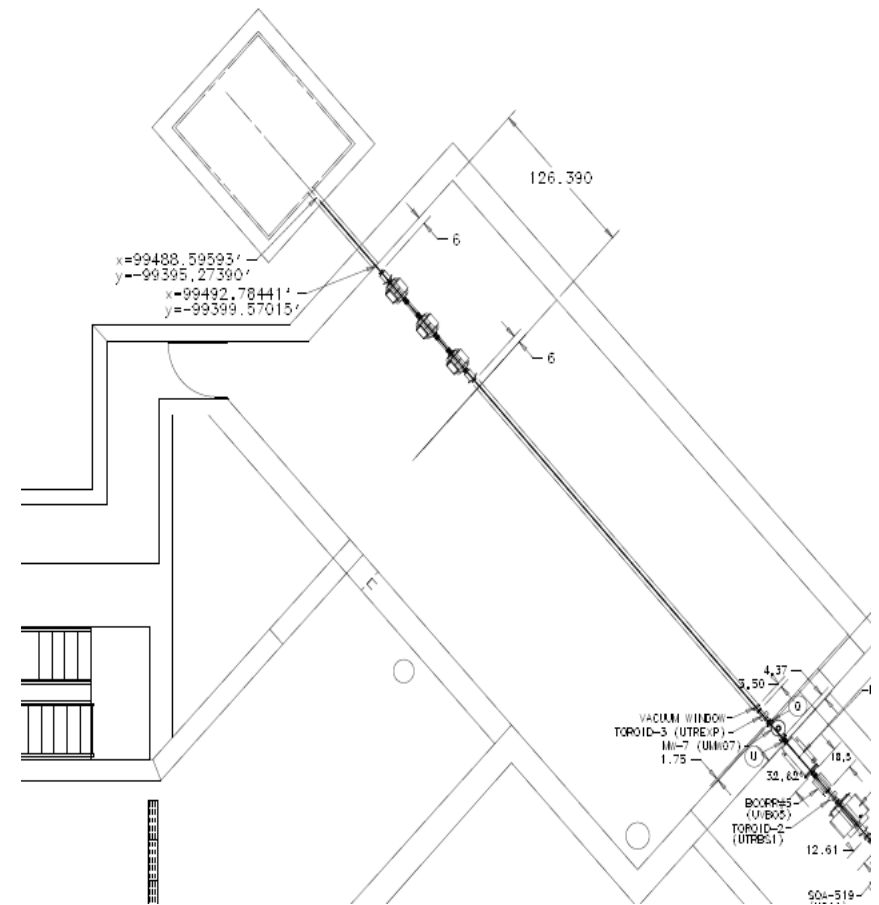 126.390
6
x=99488.59593'
y=-99395.27390'
x=99492.78441'
y=-99399.57015'
6
4.37
3.50
Q
VACUUM WINDOW
TOROID-3 (UTREXP)
MW-7 (UMW07)
1.75
U
18.5
32.62"
BCORR#5
(UVB05)
TOROID-2
(UTRBS1)
12.61
SQA-519